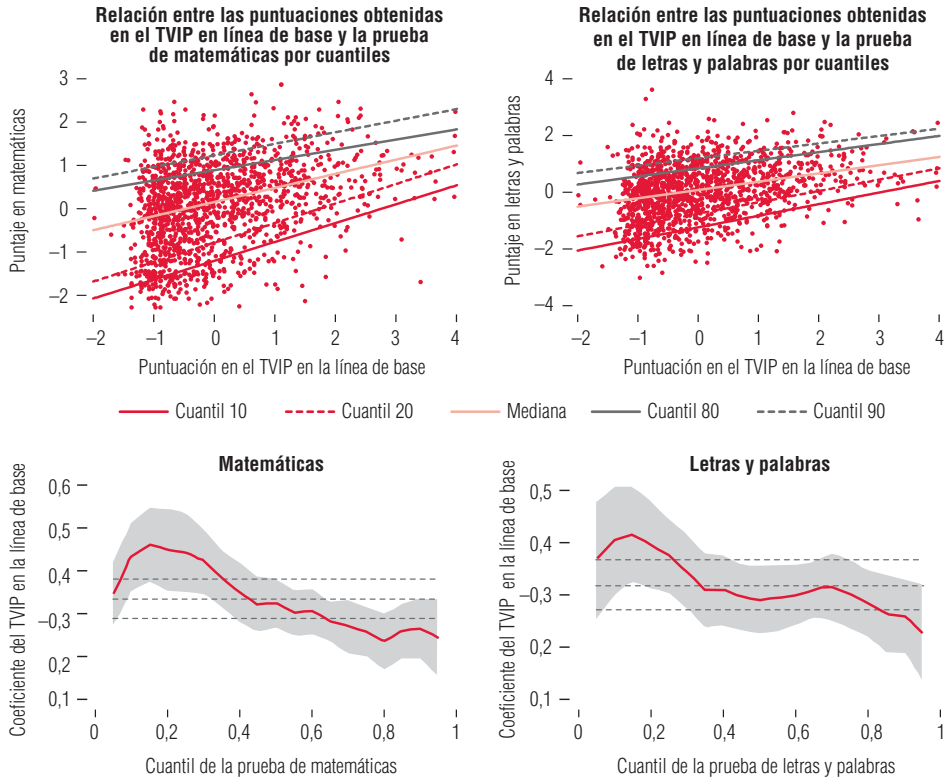 Relación entre las puntuaciones obtenidas
en el TVIP en línea de base y la prueba
de matemáticas por cuantiles
Puntaje en matemáticas
3
2
1
0
–1
–2
–2 –1 0 1 2 3 4
Puntuación en el TVIP en la línea de base
Relación entre las puntuaciones obtenidas
en el TVIP en línea de base y la prueba
de letras y palabras por cuantiles
Puntaje en letras y palabras
4
2
0
–2
–4
–2 –1 0 1 2 3 4
Puntuación en el TVIP en la línea de base
Cuantil 10 Cuantil 20 Mediana Cuantil 80 Cuantil 90
Matemáticas
Coeficiente del TVIP en la línea de base
0,6
0,5
0,4
–0,3
0,2
0,1
0 0,2 0,4 0,6 0,8 1
Cuantil de la prueba de matemáticas
Letras y palabras
Coeficiente del TVIP en la línea de base
0,5
0,4
–0,3
0,2
0,1
0 0,2 0,4 0,6 0,8 1
Cuantil de la prueba de letras y palabras